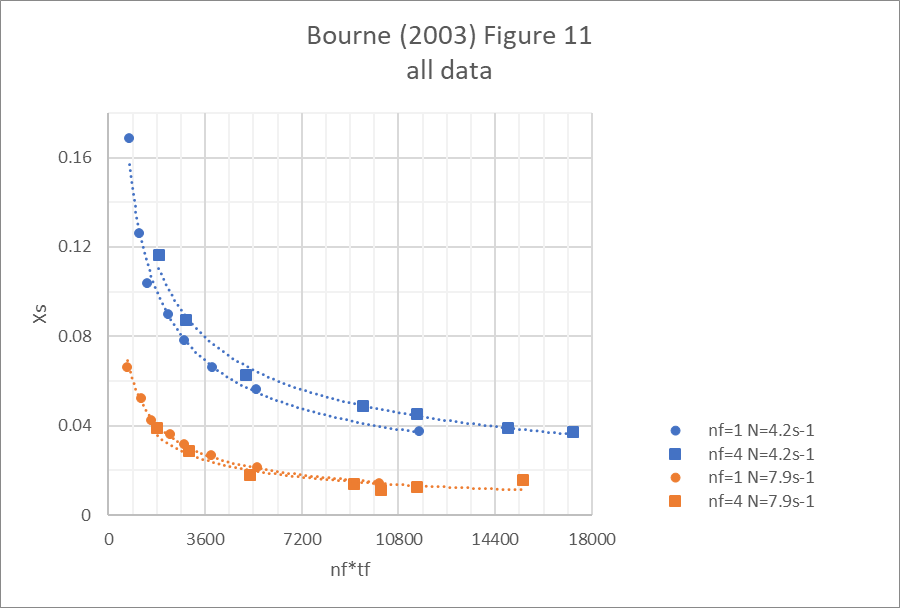 Bourne (2003) Figure 11
all data
0.16
0.12
0.08
0.04
0
Xs
0 3600 7200 10800 14400 18000
nf*tf
nf=1 N=4.2s-1
nf=4 N=4.2s-1
nf=1 N=7.9s-1
nf=4 N=7.9s-1